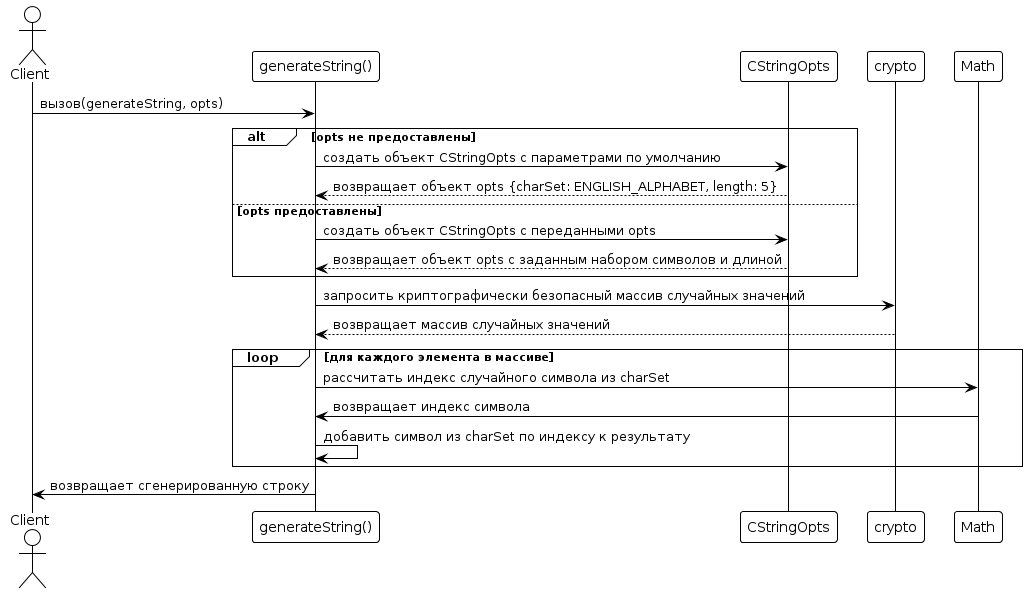 Client
generateString()
CStringOpts
crypto
Math
вызов(generateString, opts)
alt
[opts не предоставлены]
создать объект CStringOpts с параметрами по умолчанию
возвращает объект opts {charSet: ENGLISH_ALPHABET, length: 5}
[opts предоставлены]
создать объект CStringOpts с переданными opts
возвращает объект opts с заданным набором символов и длиной
запросить криптографически безопасный массив случайных значений
возвращает массив случайных значений
loop
[для каждого элемента в массиве]
рассчитать индекс случайного символа из charSet
возвращает индекс символа
добавить символ из charSet по индексу к результату
возвращает сгенерированную строку
Client
generateString()
CStringOpts
crypto
Math